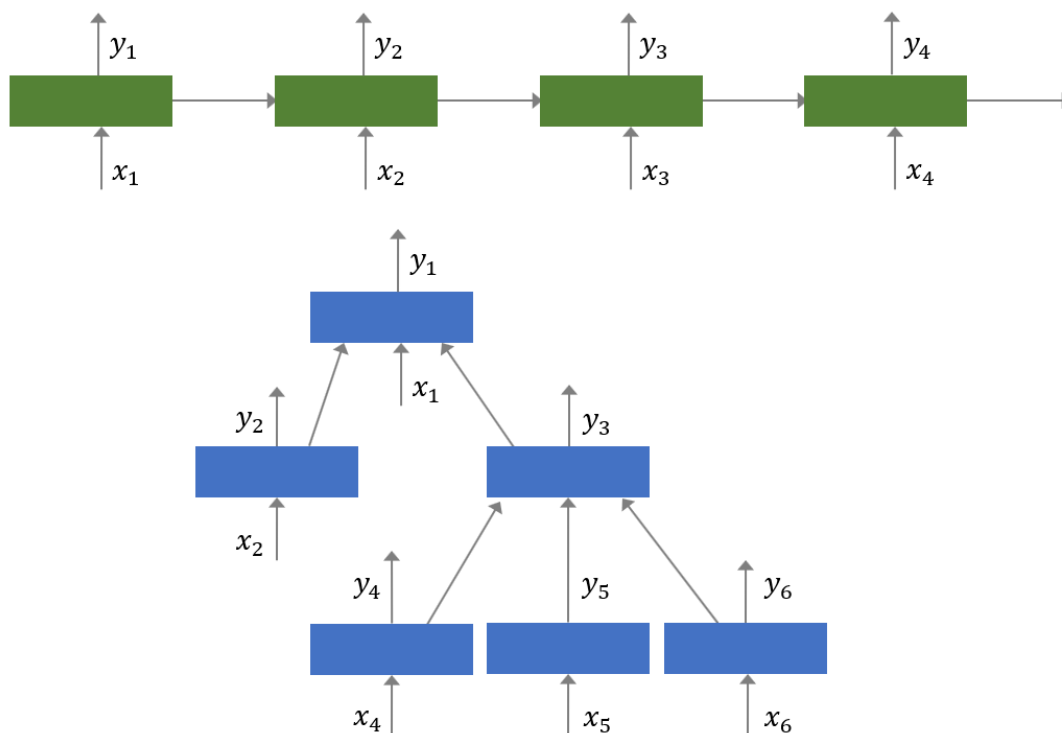 y₁ y₂ y₃ y₄
x₁ x₂ x₃ x₄
y₁
x₁
y₂ y₃
x₂
y₄ y₅ y₆
x₄ x₅ x₆